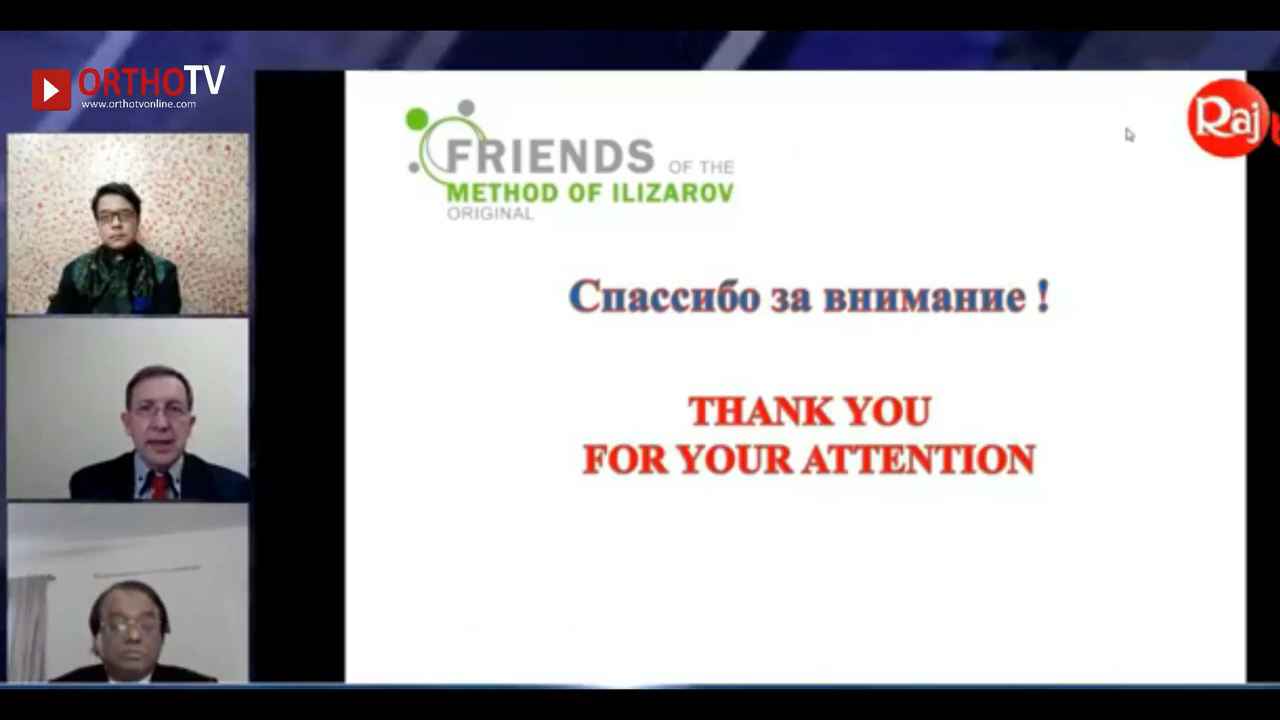 ORTHOTV
www.orthotvonline.com
Raj
FRIENDS OF THE
METHOD OF ILIZAROV
ORIGINAL
Спассибо за внимание !
THANK YOU
FOR YOUR ATTENTION